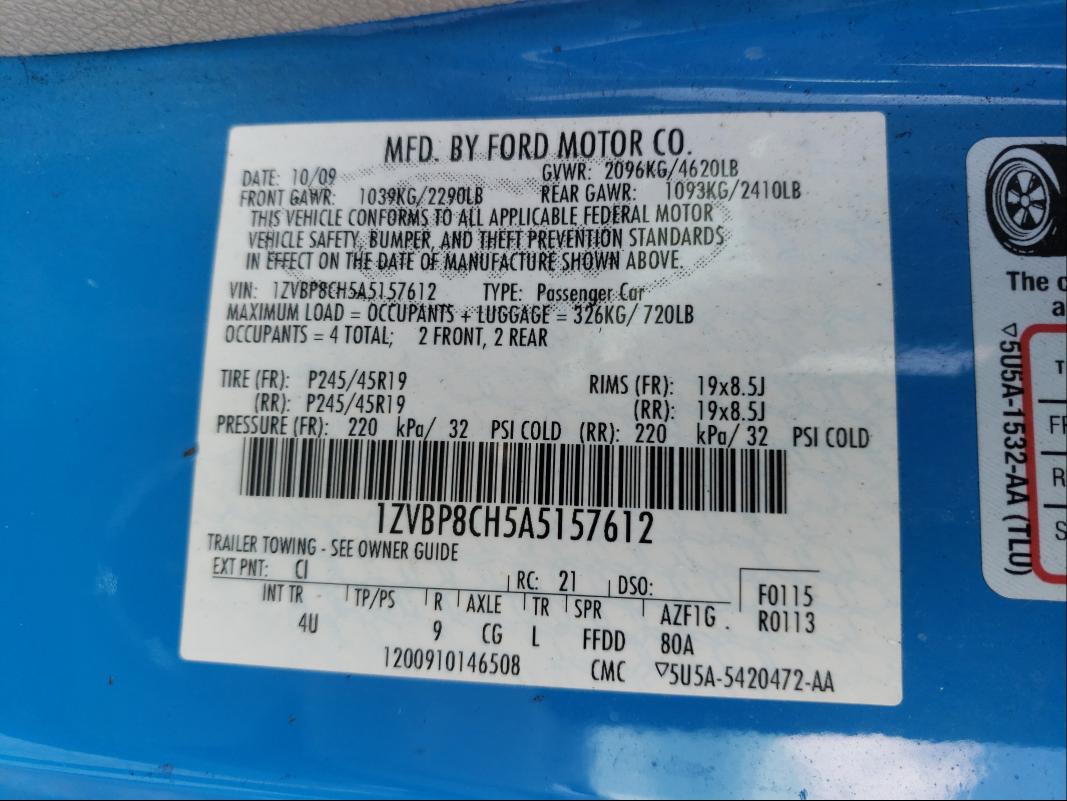 MFD. BY FORD MOTOR CO.
DATE: 10/09 GVWR: 2096KG/4620LB
FRONT GAWR: 1039KG/2290LB REAR GAWR: 1093KG/2410LB
THIS VEHICLE CONFORMS TO ALL APPLICABLE FEDERAL MOTOR
VEHICLE SAFETY, BUMPER, AND THEFT PREVENTION STANDARDS
IN EFFECT ON THE DATE OF MANUFACTURE SHOWN ABOVE.
VIN: 1ZVBP8CH5A5157612 TYPE: Passenger Car
MAXIMUM LOAD = OCCUPANTS + LUGGAGE = 326KG/ 720LB
OCCUPANTS = 4 TOTAL; 2 FRONT, 2 REAR
TIRE (FR): P245/45R19 RIMS (FR): 19x8.5J
(RR): P245/45R19 (RR): 19x8.5J
PRESSURE (FR): 220 kPa/ 32 PSI COLD (RR): 220 kPa/ 32 PSI COLD
1ZVBP8CH5A5157612
TRAILER TOWING - SEE OWNER GUIDE
EXT PNT: CI RC: 21 DSO: F0115
INT TR TP/PS R AXLE TR SPR AZF1G . R0113
4U 9 CG L FFDD 80A
1200910146508 CMC ▽5U5A-5420472-AA
The
▽5U5A-1532-AA (TLU)